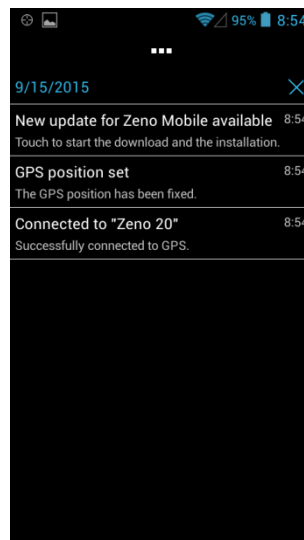 95% 8:54
9/15/2015
New update for Zeno Mobile available 8:54
Touch to start the download and the installation.
GPS position set 8:54
The GPS position has been fixed.
Connected to "Zeno 20" 8:54
Successfully connected to GPS.